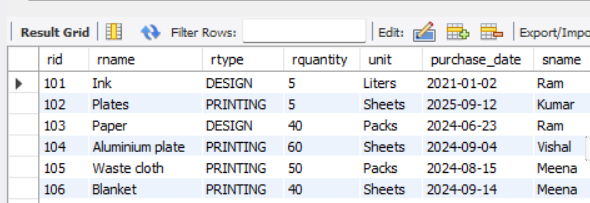 Result Grid Filter Rows: Edit: Export/Impo
rid rname rtype rquantity unit purchase_date sname
101 Ink DESIGN 5 Liters 2021-01-02 Ram
102 Plates PRINTING 5 Sheets 2025-09-12 Kumar
103 Paper DESIGN 40 Packs 2024-06-23 Ram
104 Aluminium plate PRINTING 60 Sheets 2024-09-04 Vishal
105 Waste cloth PRINTING 50 Packs 2024-08-15 Meena
106 Blanket PRINTING 40 Sheets 2024-09-14 Meena